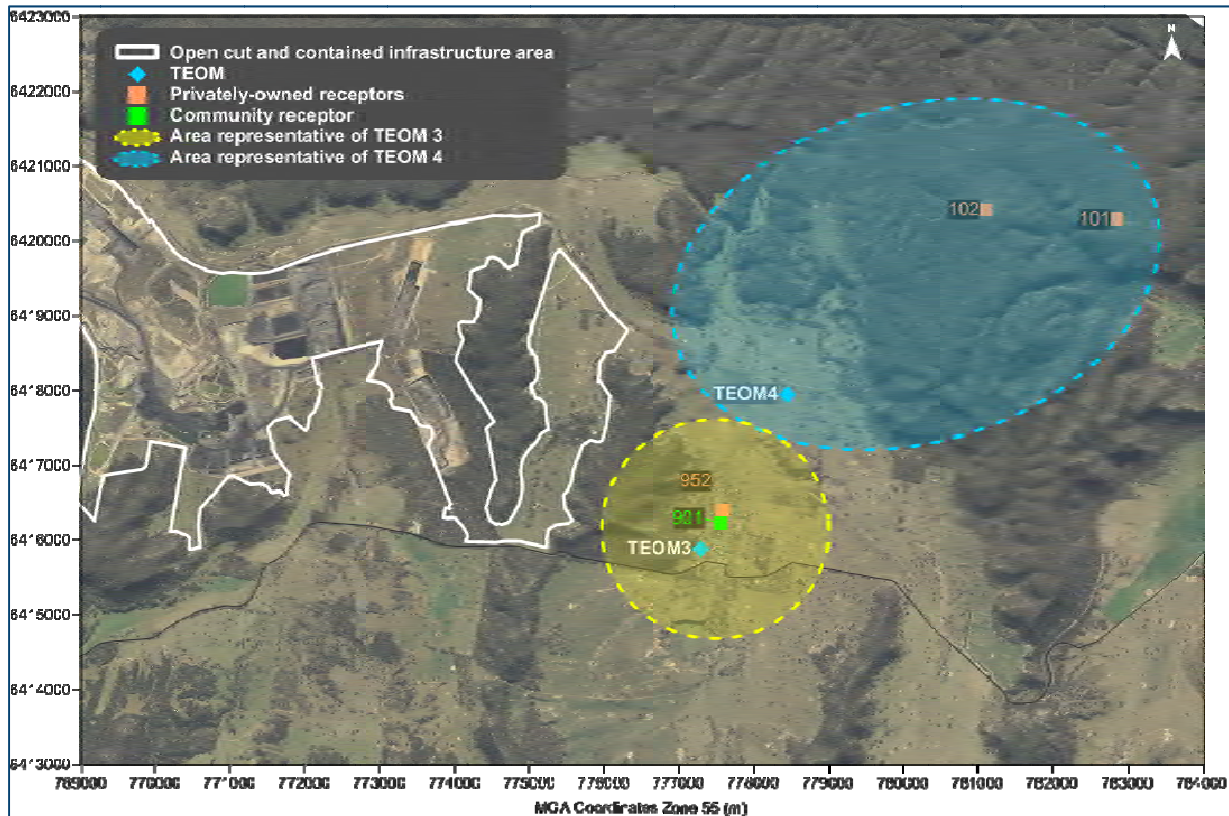 6423000
6422000
6421000
6420000
6419000
6418000
6417000
6416000
6415000
6414000
6413000
Open cut and contained infrastructure area
TEOM
Privately-owned receptors
Community receptor
Area representative of TEOM 3
Area representative of TEOM 4
N
102
101
TEOM4
952
901
TEOM3
769000 770000 771000 772000 773000 774000 775000 776000 777000 778000 779000 780000 781000 782000 783000 784000
MGA Coordinates Zone 56 (m)